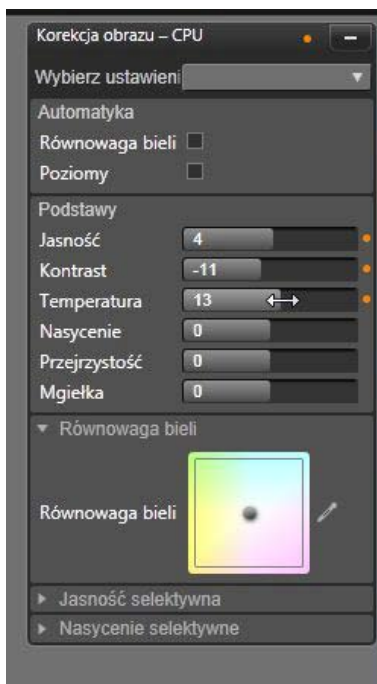 Korekcja obrazu – CPU
Wybierz ustawieni
Automatyka
Równowaga bieli
Poziomy
Podstawy
Jasność 4
Kontrast -11
Temperatura 13
Nasycenie 0
Przejrzystość 0
Mgiełka 0
Równowaga bieli
Równowaga bieli
Jasność selektywna
Nasycenie selektywne